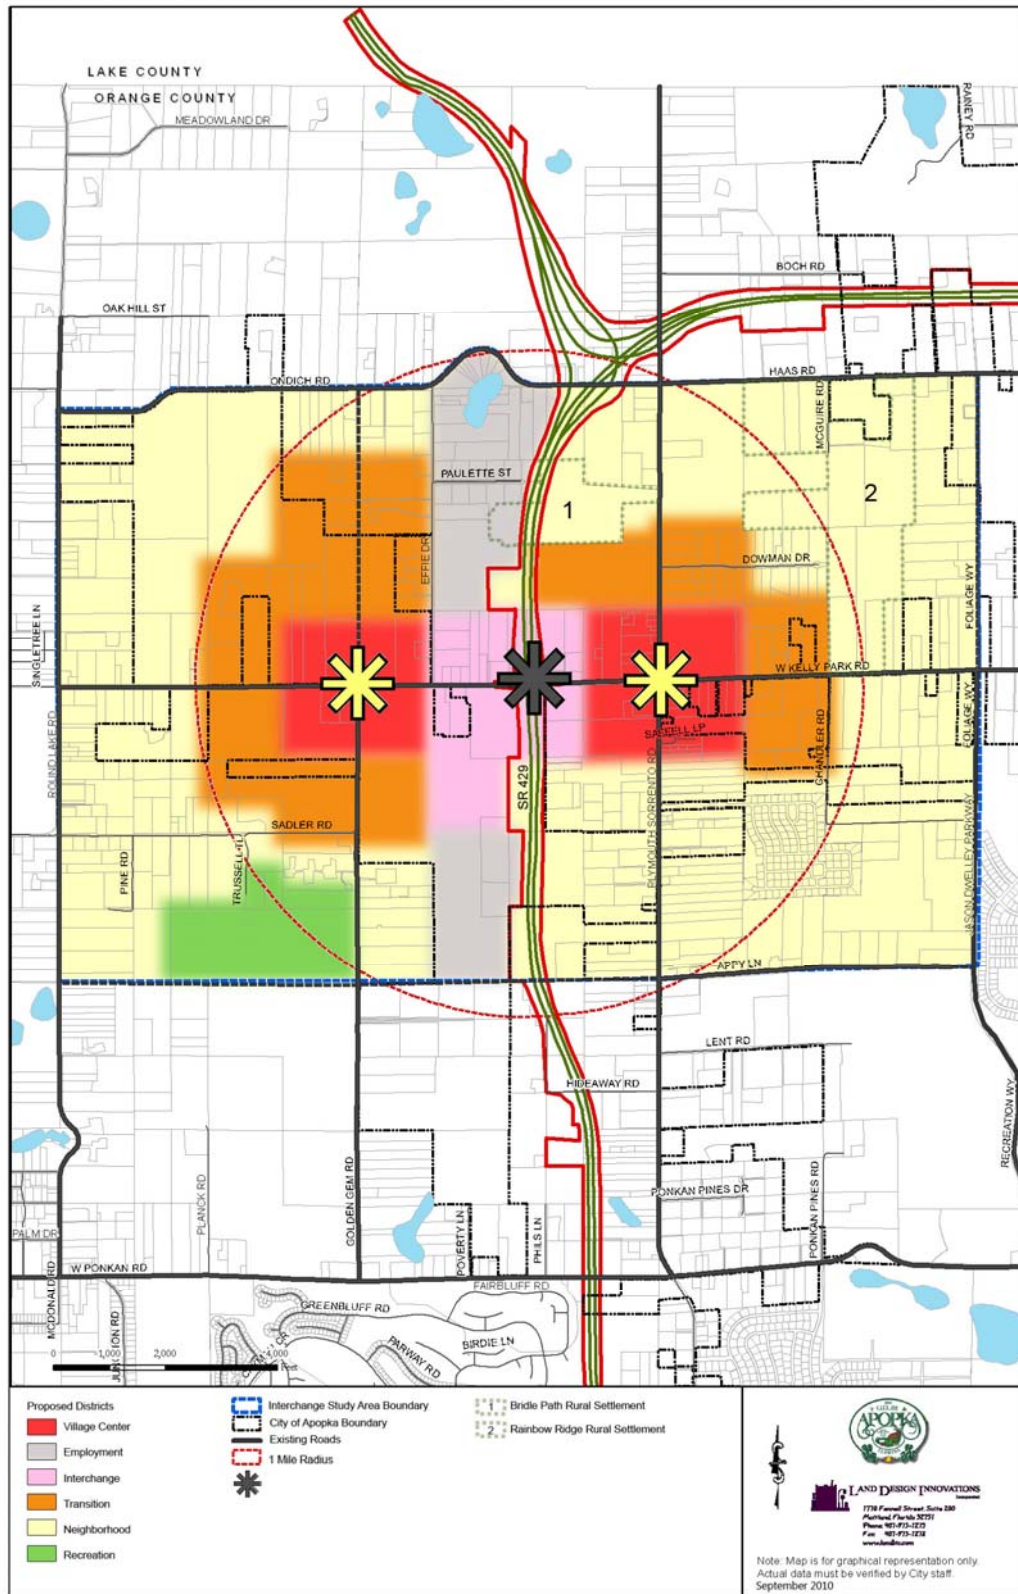 LAKE COUNTY
ORANGE COUNTY
MEADOWLAND DR
RAINEY RD
BOCH RD
OAK HILL ST
ONDICH RD
HAAS RD
MCGUIRE RD
PAULETTE ST
1
2
EFFIE DR
DOWMAN DR
FOLIAGE WY
SINGLETREE LN
W KELLY PARK RD
ROUND LAKE RD
SASSELL LP
CHANDLER RD
FOLIAGE WY
SR 429
PLYMOUTH SORRENTO RD
SADLER RD
PINE RD
JASON DWELLEY PARKWAY
APPY LN
LENT RD
HIDEAWAY RD
RECREATION WY
PONKAN PINES DR
PONKAN PINES RD
PLANCK RD
GOLDEN GEM RD
POVERTY LN
PHILS LN
PALM DR
W PONKAN RD
MCDONALD RD
FAIRBLUFF RD
GREENBLUFF RD
BIRDIE LN
PARWAY RD
0 1,000 2,000 4,000
Feet
Proposed Districts
Village Center
Employment
Interchange
Transition
Neighborhood
Recreation
Interchange Study Area Boundary
City of Apopka Boundary
Existing Roads
1 Mile Radius
1 Bridle Path Rural Settlement
2 Rainbow Ridge Rural Settlement
APOPKA
LAND DESIGN INNOVATIONS
Maitland, Florida 32751
Note: Map is for graphical representation only.
Actual data must be verified by City staff.
September 2010